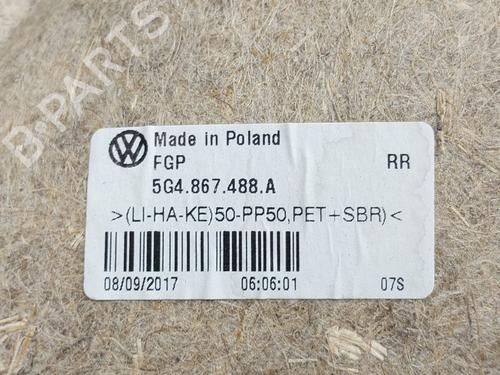 B-PARTS
Made in Poland
FGP RR
5G4.867.488.A
>(LI-HA-KE)50-PP50,PET+SBR)<
08/09/2017 06:06:01 07S